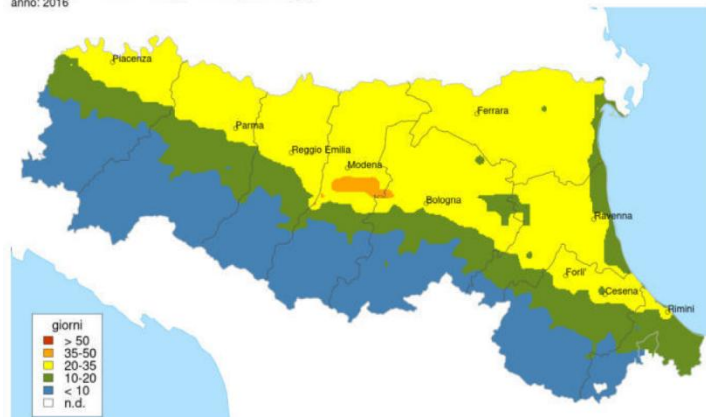 anno: 2016
Piacenza
Parma
Reggio Emilia
Modena
Ferrara
Bologna
Ravenna
Forli'
Cesena
Rimini
giorni
> 50
35-50
20-35
10-20
< 10
n.d.